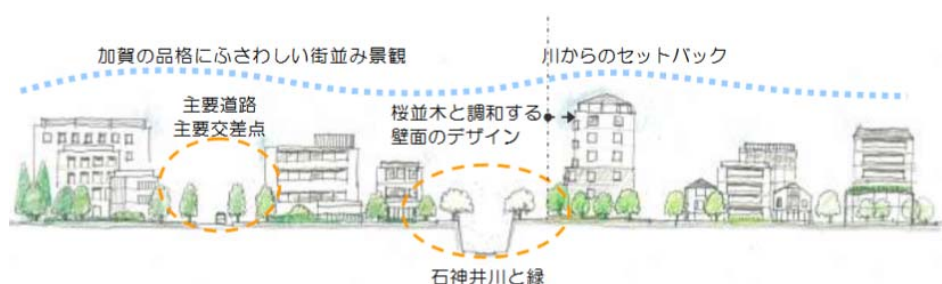 加賀の品格にふさわしい街並み景観
川からのセットバック
主要道路
主要交差点
桜並木と調和する
壁面のデザイン
石神井川と緑